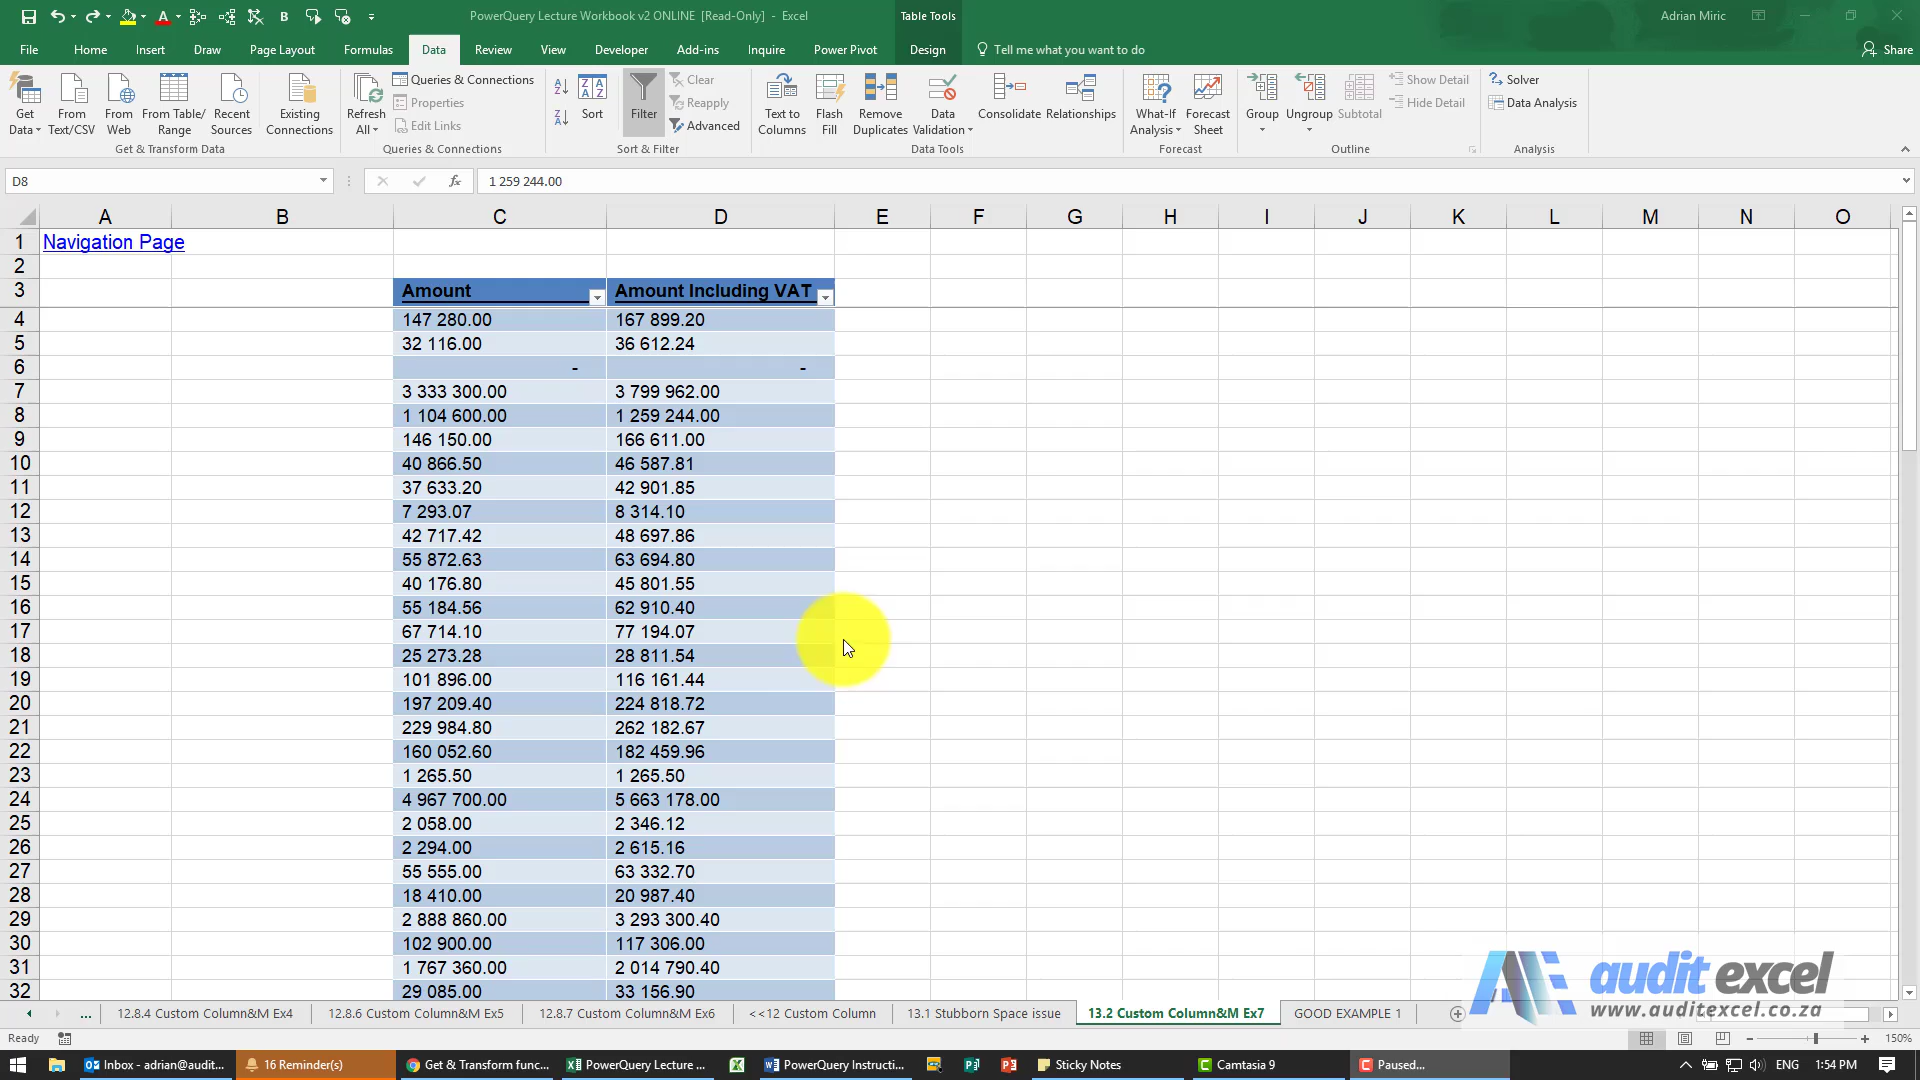 PowerQuery Lecture Workbook v2 ONLINE [Read-Only] - Excel
Table Tools
Adrian Miric
File Home Insert Draw Page Layout Formulas Data Review View Developer Add-ins Inquire Power Pivot Design Tell me what you want to do Share
Get Data
From Text/CSV
From Web
From Table/ Range
Recent Sources
Existing Connections
Get & Transform Data
Refresh All
Queries & Connections
Properties
Edit Links
Queries & Connections
Sort
Filter
Clear
Reapply
Advanced
Sort & Filter
Text to Columns
Flash Fill
Remove Duplicates
Data Validation
Consolidate
Relationships
Data Tools
What-If Analysis
Forecast Sheet
Forecast
Group
Ungroup
Subtotal
Show Detail
Hide Detail
Outline
Solver
Data Analysis
Analysis
D8
fx
1 259 244.00
A B C D E F G H I J K L M N O
1 Navigation Page
2
3 Amount Amount Including VAT
4 147 280.00 167 899.20
5 32 116.00 36 612.24
6 - -
7 3 333 300.00 3 799 962.00
8 1 104 600.00 1 259 244.00
9 146 150.00 166 611.00
10 40 866.50 46 587.81
11 37 633.20 42 901.85
12 7 293.07 8 314.10
13 42 717.42 48 697.86
14 55 872.63 63 694.80
15 40 176.80 45 801.55
16 55 184.56 62 910.40
17 67 714.10 77 194.07
18 25 273.28 28 811.54
19 101 896.00 116 161.44
20 197 209.40 224 818.72
21 229 984.80 262 182.67
22 160 052.60 182 459.96
23 1 265.50 1 265.50
24 4 967 700.00 5 663 178.00
25 2 058.00 2 346.12
26 2 294.00 2 615.16
27 55 555.00 63 332.70
28 18 410.00 20 987.40
29 2 888 860.00 3 293 300.40
30 102 900.00 117 306.00
31 1 767 360.00 2 014 790.40
32 29 085.00 33 156.90
audit excel
www.auditexcel.co.za
... 12.8.4 Custom Column&M Ex4 12.8.6 Custom Column&M Ex5 12.8.7 Custom Column&M Ex6 <<12 Custom Column 13.1 Stubborn Space issue 13.2 Custom Column&M Ex7 GOOD EXAMPLE 1
Ready
150%
Inbox - adrian@audit... 16 Reminder(s) Get & Transform func... PowerQuery Lecture ... PowerQuery Instructi... Sticky Notes Camtasia 9 Paused... ENG 1:54 PM